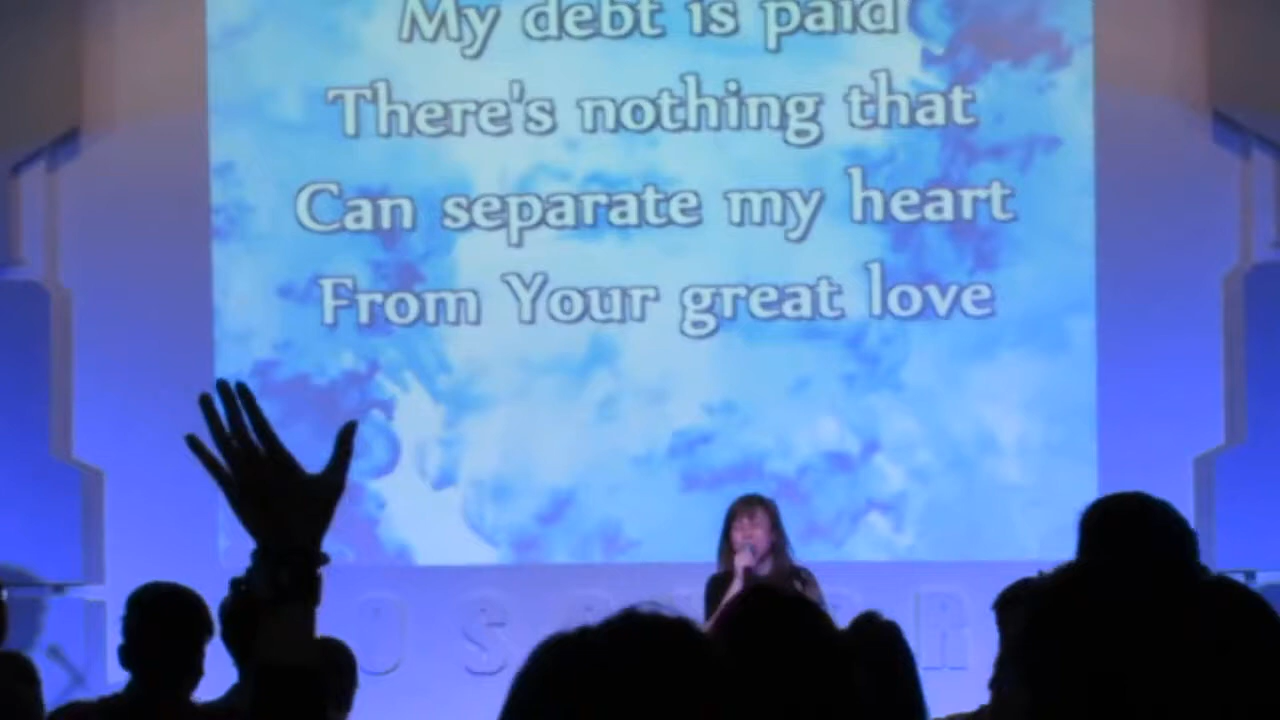 My debt is paid
There's nothing that
Can separate my heart
From Your great love